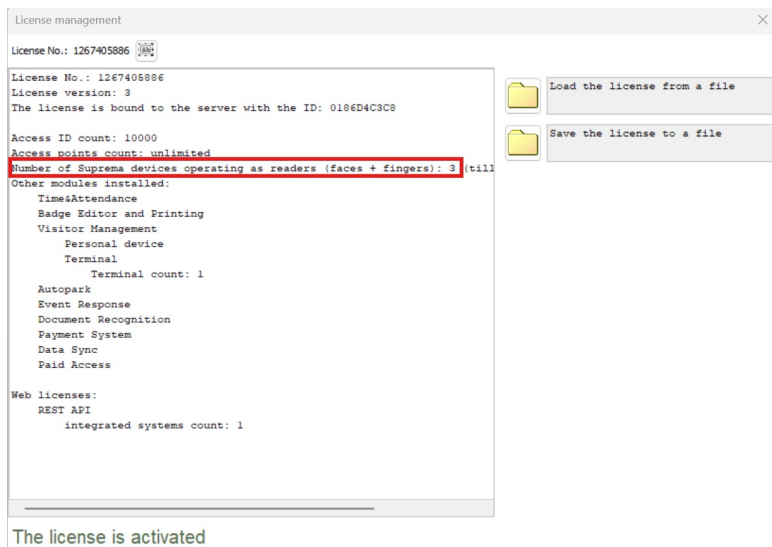 License management
License No.: 1267405886
License No.: 1267405886
License version: 3
The license is bound to the server with the ID: 0186D4C3C8
Access ID count: 10000
Access points count: unlimited
Number of Suprema devices operating as readers (faces + fingers): 3 (till
Other modules installed:
Time&Attendance
Badge Editor and Printing
Visitor Management
Personal device
Terminal
Terminal count: 1
Autopark
Event Response
Document Recognition
Payment System
Data Sync
Paid Access
Web licenses:
REST API
integrated systems count: 1
Load the license from a file
Save the license to a file
The license is activated